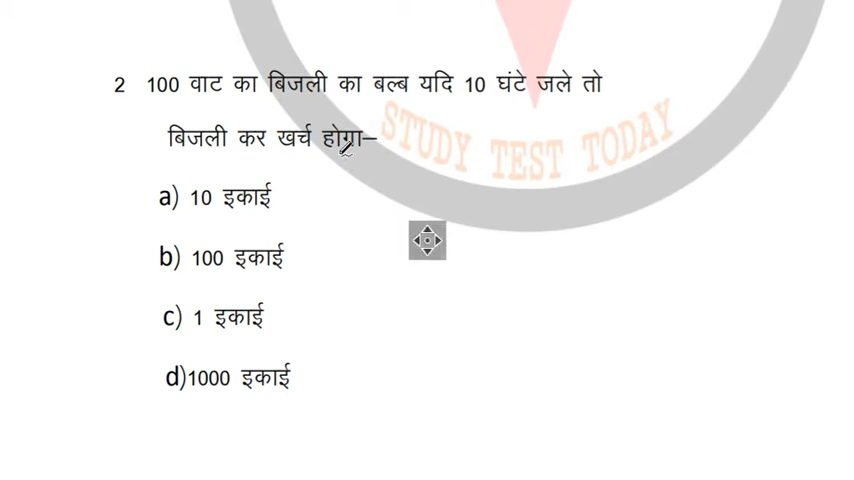 2 100 वाट का बिजली का बल्ब यदि 10 घंटे जले तो
बिजली कर खर्च होगा–
STUDY TEST TODAY
a) 10 इकाई
b) 100 इकाई
c) 1 इकाई
d)1000 इकाई